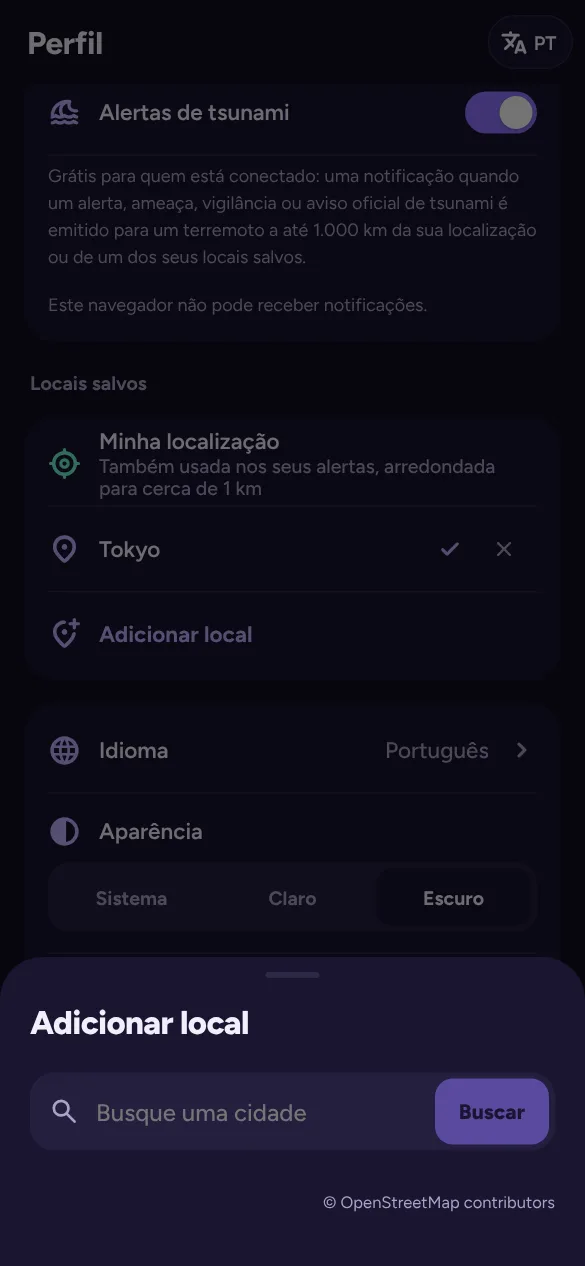 Perfil
PT
Alertas de tsunami
Grátis para quem está conectado: uma notificação quando
um alerta, ameaça, vigilância ou aviso oficial de tsunami é
emitido para um terremoto a até 1.000 km da sua localização
ou de um dos seus locais salvos.
Este navegador não pode receber notificações.
Locais salvos
Minha localização
Também usada nos seus alertas, arredondada
para cerca de 1 km
Tokyo
Adicionar local
Idioma
Português
Aparência
Sistema
Claro
Escuro
Adicionar local
Busque uma cidade
Buscar
© OpenStreetMap contributors